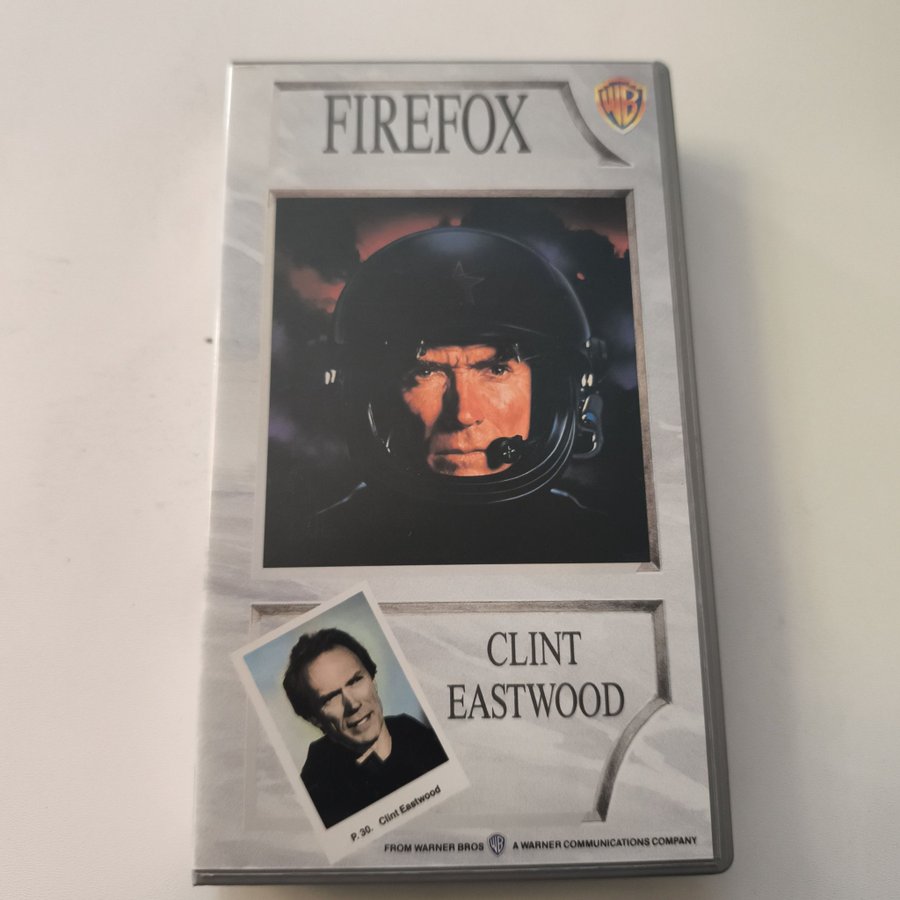 FIREFOX
WB
CLINT
EASTWOOD
P. 30. Clint Eastwood
FROM WARNER BROS WB A WARNER COMMUNICATIONS COMPANY